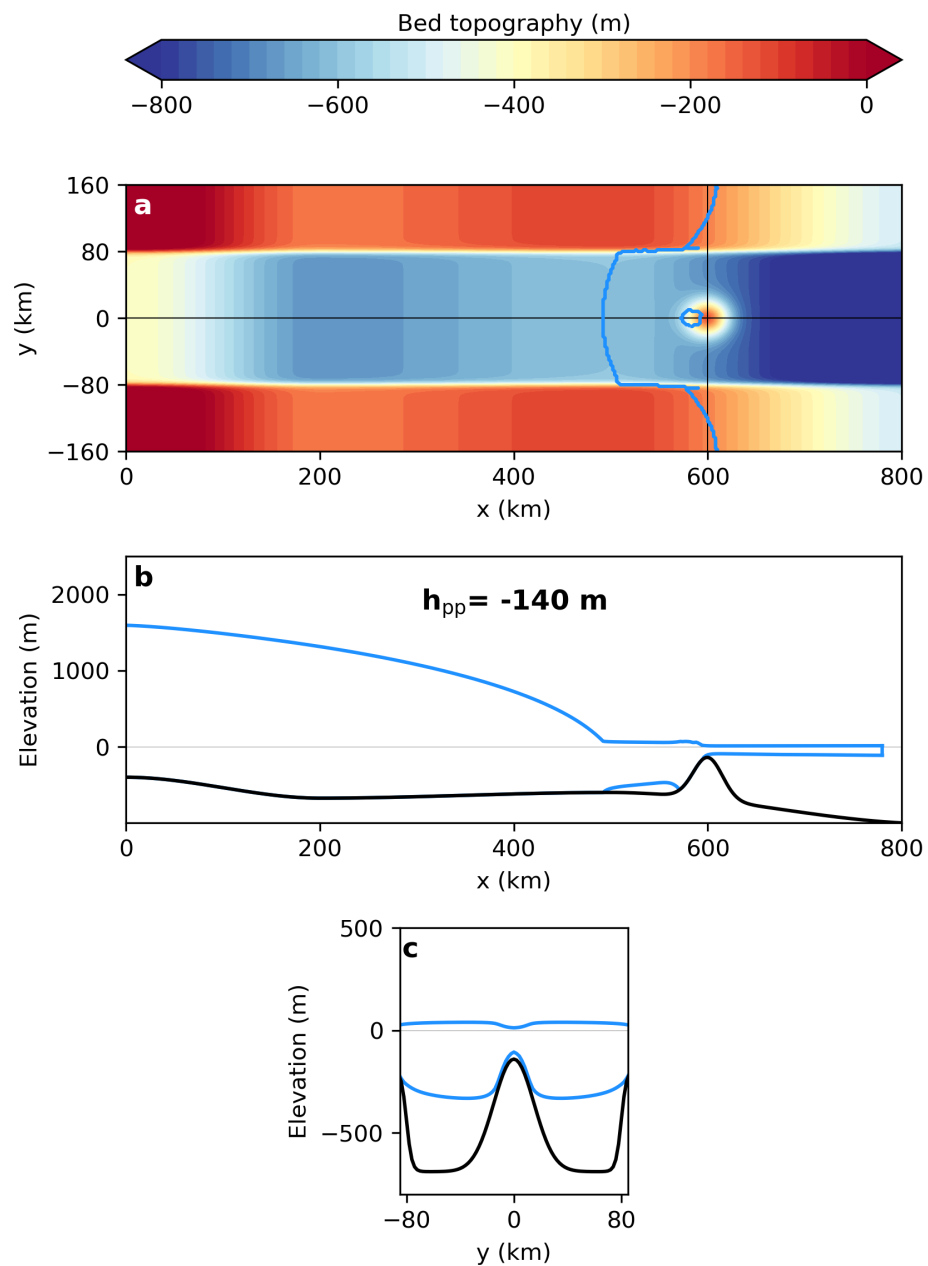 Bed topography (m)
−800 −600 −400 −200 0
a
160
80
0
−80
−160
y (km)
0 200 400 600 800
x (km)
b
h_pp= -140 m
2000
1000
0
Elevation (m)
0 200 400 600 800
x (km)
c
500
0
−500
Elevation (m)
−80 0 80
y (km)